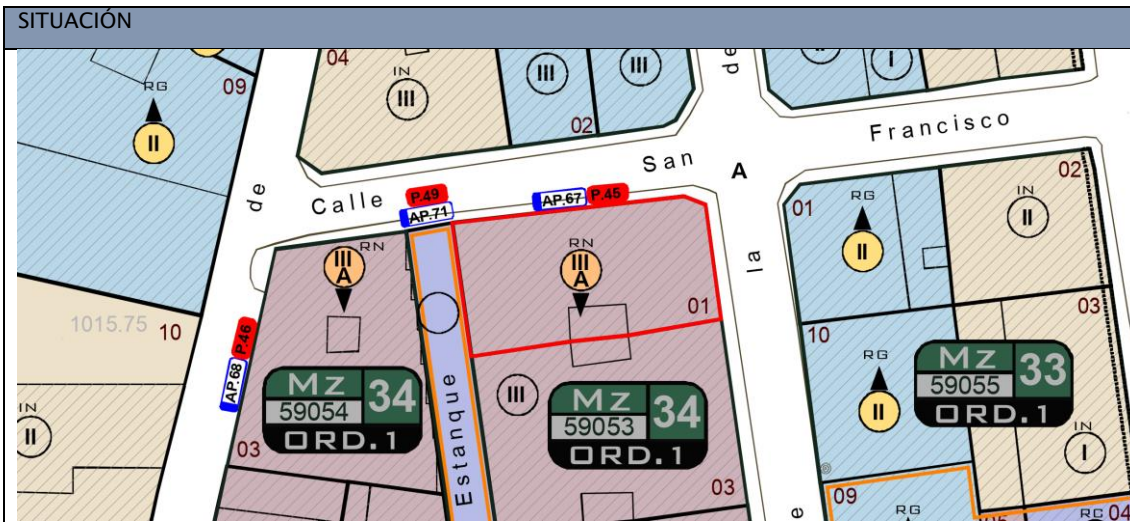 SITUACIÓN
04
IN
III
III
III
02
de
II
I
RG
II
09
de
Calle
San
Francisco
A
P.49
AP.71
AP.67
P.45
III
A
RN
RN
III
A
01
la
01
RG
II
02
IN
II
1015.75
10
P.46
AP.68
Mz
59054
34
ORD.1
03
Estanque
III
Mz
59053
34
ORD.1
03
10
RG
II
03
Mz
59055
33
ORD.1
IN
I
IN
II
e
09
RG
RC
04